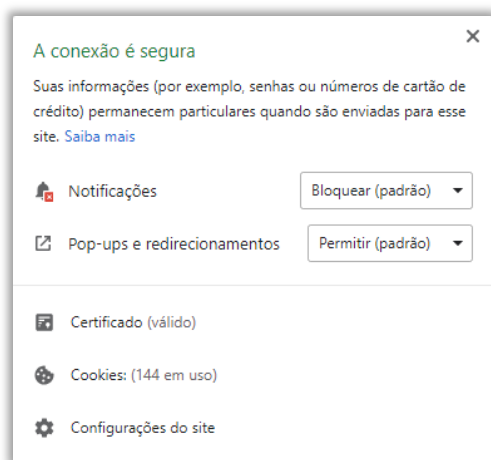 A conexão é segura
Suas informações (por exemplo, senhas ou números de cartão de
crédito) permanecem particulares quando são enviadas para esse
site. Saiba mais
Notificações
Bloquear (padrão)
Pop-ups e redirecionamentos
Permitir (padrão)
Certificado (válido)
Cookies: (144 em uso)
Configurações do site